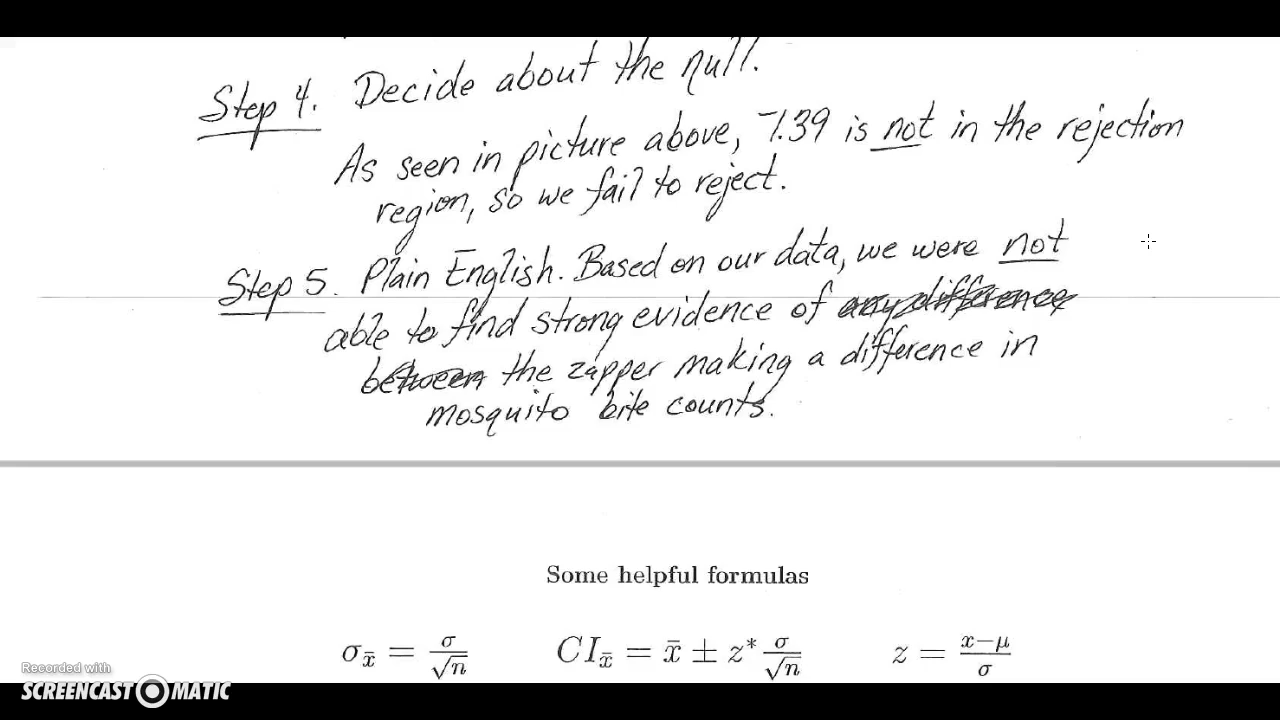 Step 4. Decide about the null.
As seen in picture above, -1.39 is not in the rejection
region, so we fail to reject.
Step 5. Plain English. Based on our data, we were not
able to find strong evidence of any difference
between the zapper making a difference in
mosquito bite counts.
Some helpful formulas
σ_x̄ = σ/√n  CI_x̄ = x̄ ± z* σ/√n  z = (x−μ)/σ
Recorded with
SCREENCAST-O-MATIC